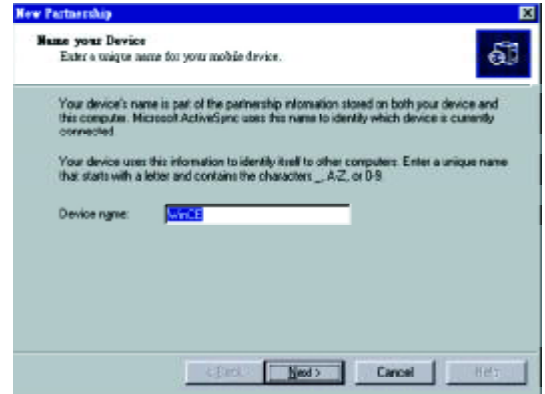 New Partnership
Name your Device
Enter a unique name for your mobile device.
Your device's name is part of the partnership information stored on both your device and
this computer. Microsoft ActiveSync uses this name to identify which device is currently
connected.
Your device uses this information to identify itself to other computers. Enter a unique name
that starts with a letter and contains the characters _, A-Z, or 0-9.
Device name:
WinCE
< Back
Next >
Cancel
Help